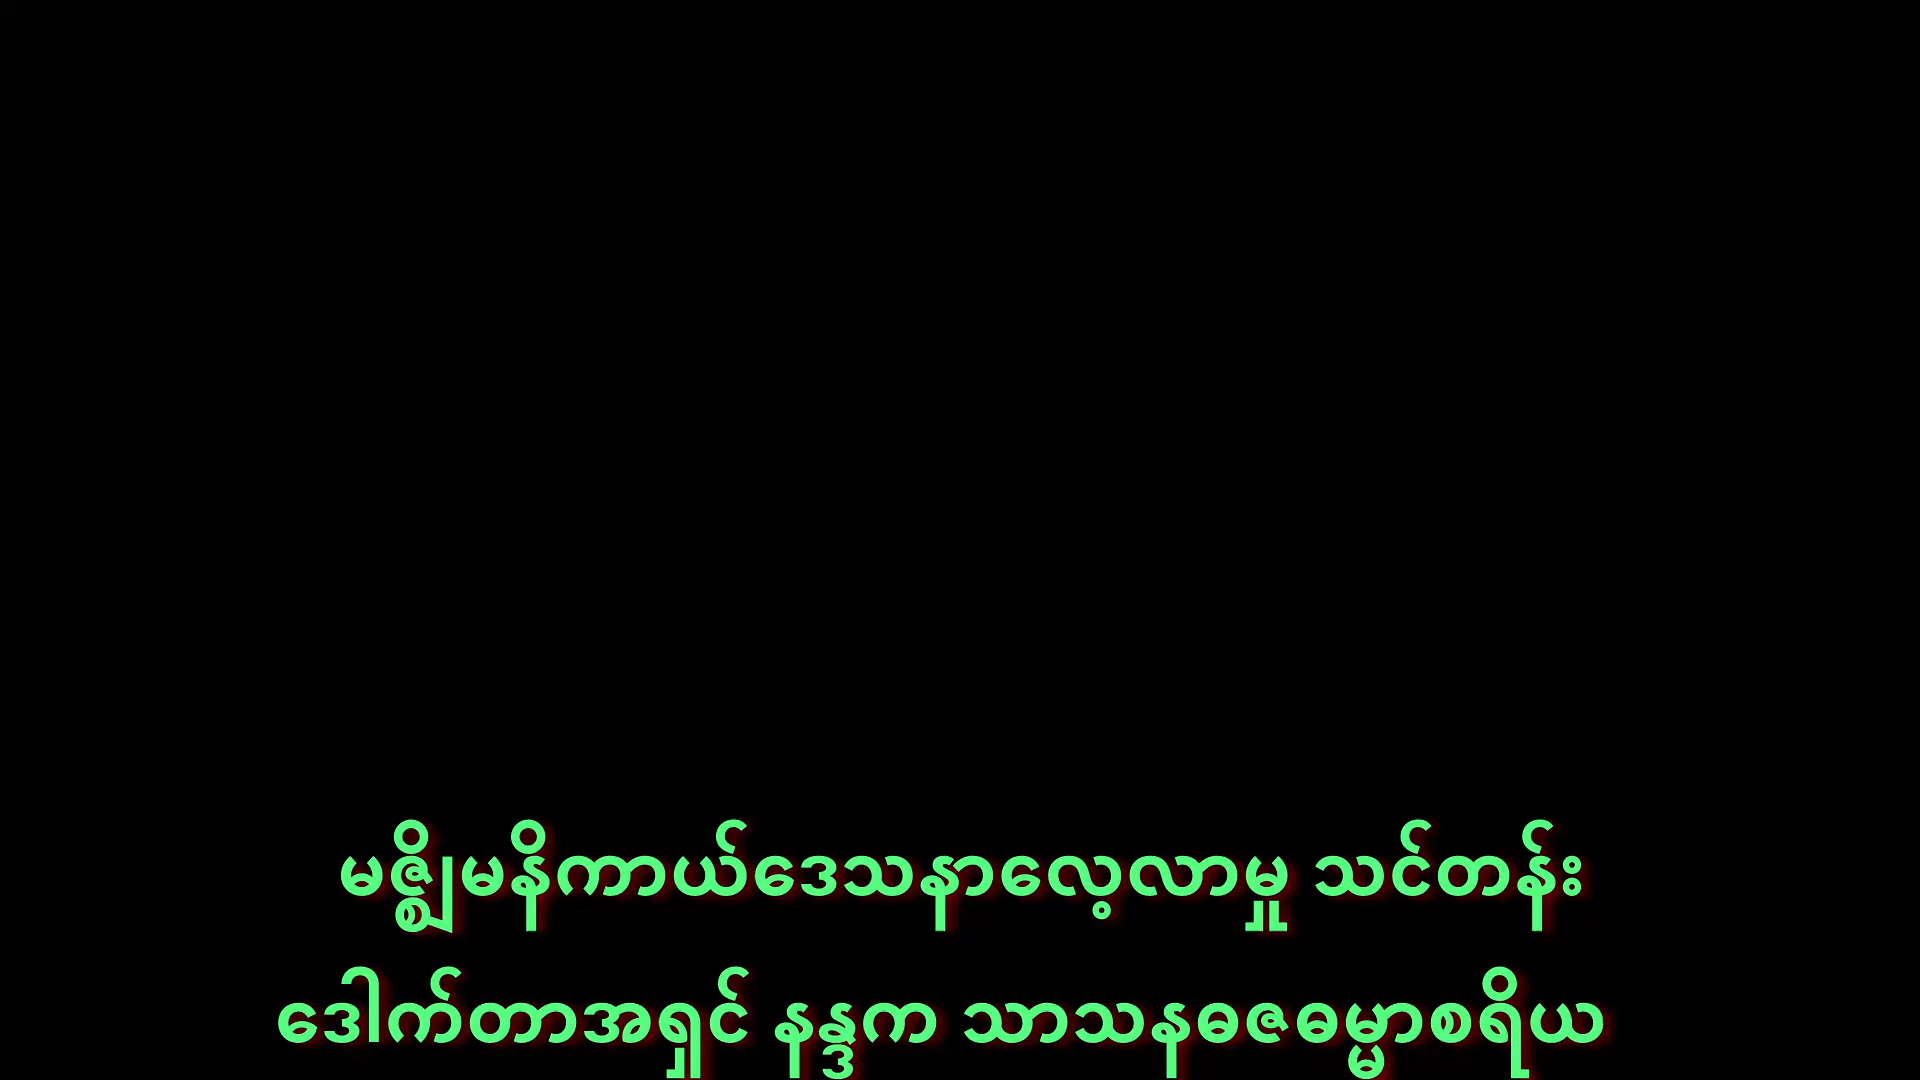 မဇ္ဈိမနိကာယ်ဒေသနာလေ့လာမှု သင်တန်း
ဒေါက်တာအရှင် နန္ဒက သာသနဓဇဓမ္မာစရိယ